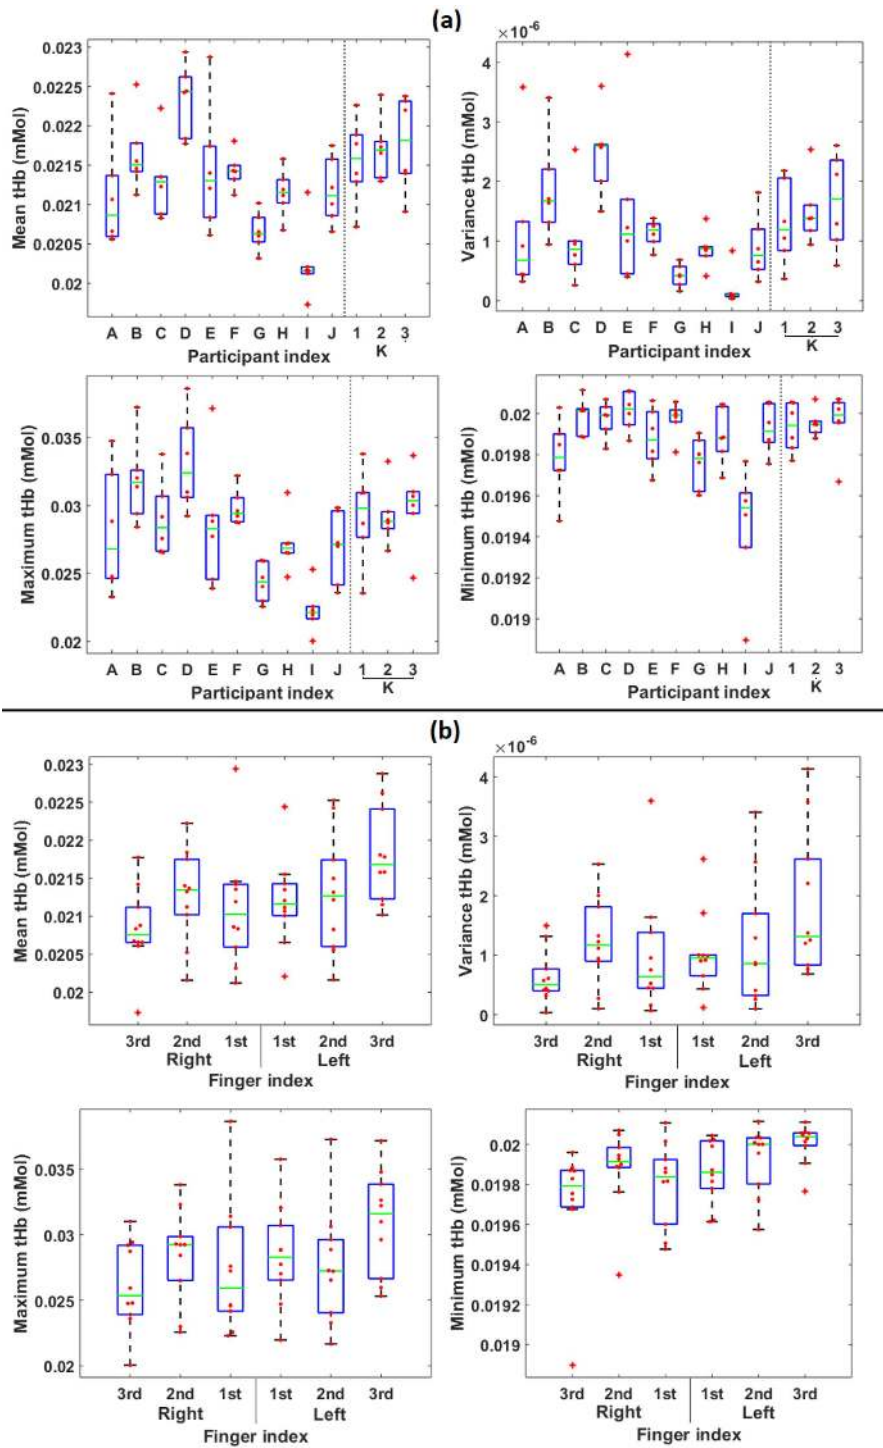 (a)
Mean tHb (mMol)
0.023
0.0225
0.022
0.0215
0.021
0.0205
0.02
A B C D E F G H I J 1 2 3
K
Participant index
×10⁻⁶
Variance tHb (mMol)
4
3
2
1
0
A B C D E F G H I J 1 2 3
K
Participant index
Maximum tHb (mMol)
0.035
0.03
0.025
0.02
A B C D E F G H I J 1 2 3
K
Participant index
Minimum tHb (mMol)
0.02
0.0198
0.0196
0.0194
0.0192
0.019
A B C D E F G H I J 1 2 3
K
Participant index
(b)
Mean tHb (mMol)
0.023
0.0225
0.022
0.0215
0.021
0.0205
0.02
3rd 2nd 1st 1st 2nd 3rd
Right Left
Finger index
×10⁻⁶
Variance tHb (mMol)
4
3
2
1
0
3rd 2nd 1st 1st 2nd 3rd
Right Left
Finger index
Maximum tHb (mMol)
0.035
0.03
0.025
0.02
3rd 2nd 1st 1st 2nd 3rd
Right Left
Finger index
Minimum tHb (mMol)
0.02
0.0198
0.0196
0.0194
0.0192
0.019
3rd 2nd 1st 1st 2nd 3rd
Right Left
Finger index